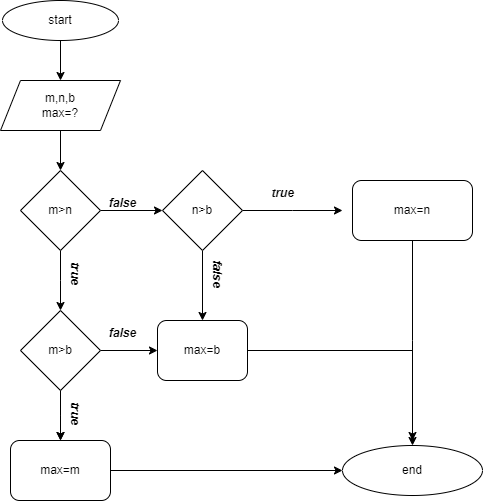 start
m,n,b
max=?
m>n
false
n>b
true
max=n
true
false
m>b
false
max=b
true
max=m
end